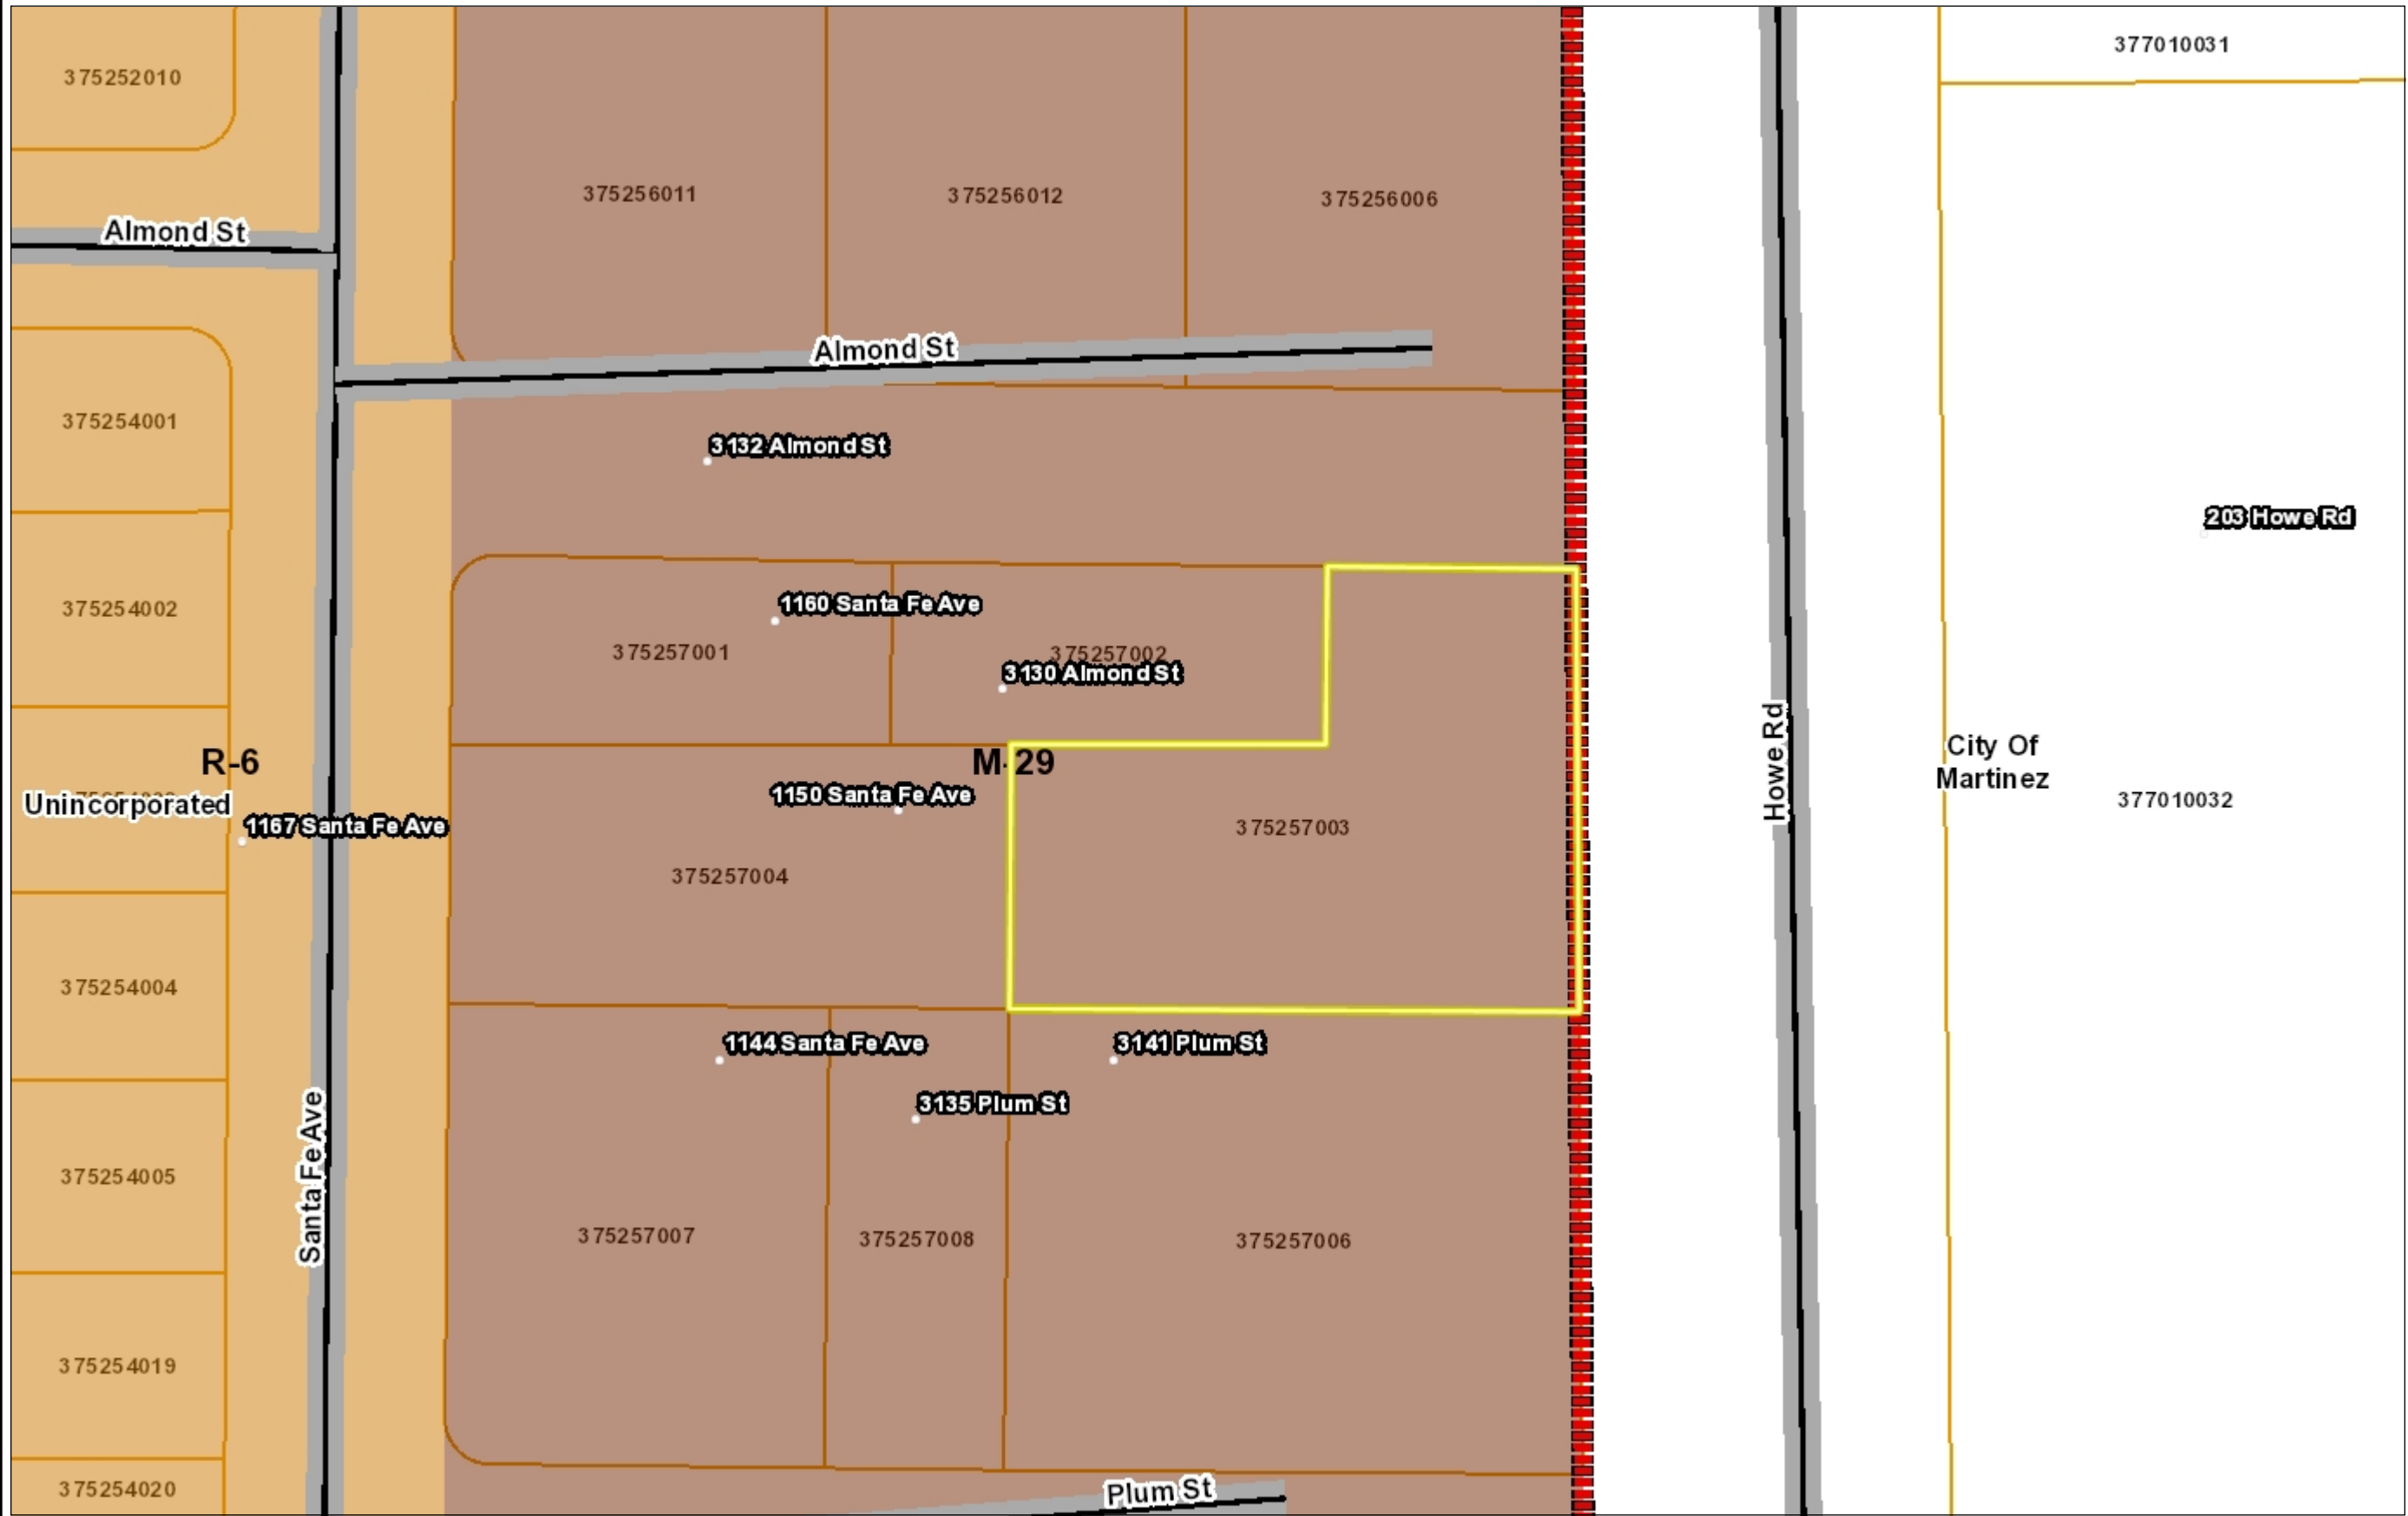 377010031
375252010
375256011
375256012
375256006
Almond St
Almond St
375254001
3132 Almond St
203 Howe Rd
375254002
1160 Santa Fe Ave
375257001
375257002
3130 Almond St
R-6
M-29
City Of
Martinez
Howe Rd
1150 Santa Fe Ave
Unincorporated
377010032
1167 Santa Fe Ave
375257003
375257004
375254004
1144 Santa Fe Ave
3141 Plum St
3135 Plum St
Santa Fe Ave
375254005
375257007
375257008
375257006
375254019
375254020
Plum St